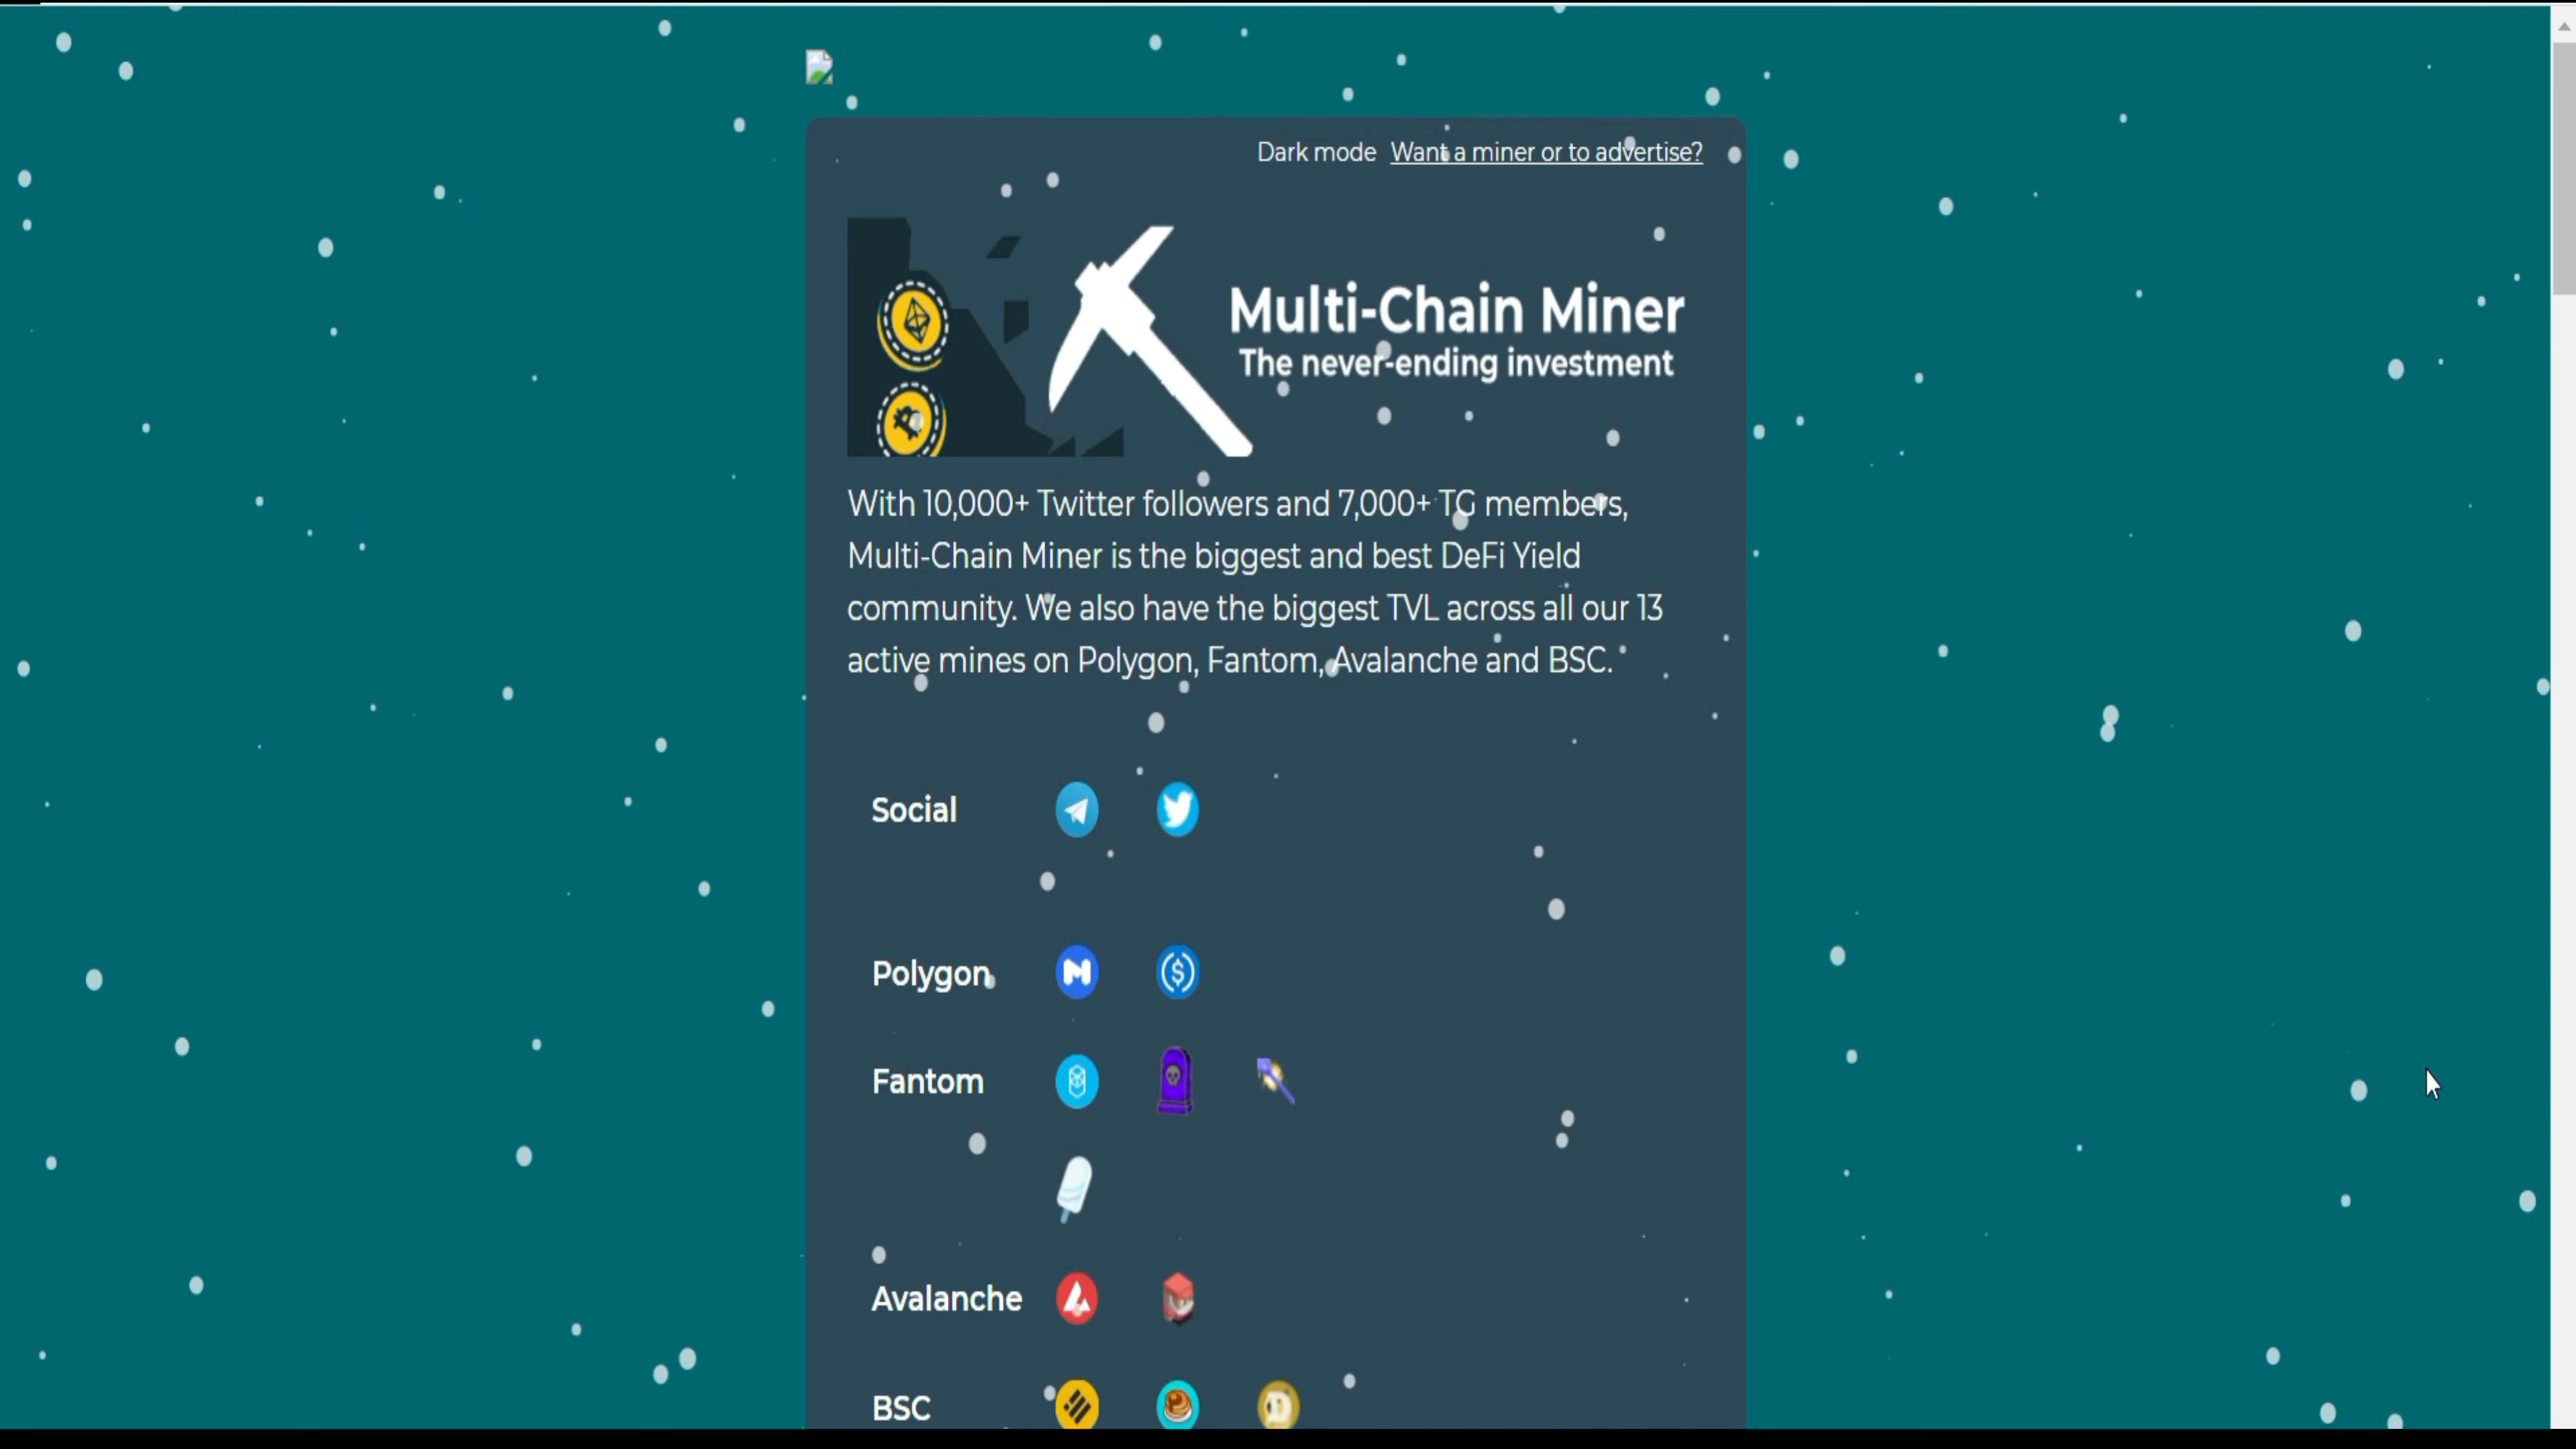 Dark mode Want a miner or to advertise?
Multi-Chain Miner
The never-ending investment
With 10,000+ Twitter followers and 7,000+ TG members,
Multi-Chain Miner is the biggest and best DeFi Yield
community. We also have the biggest TVL across all our 13
active mines on Polygon, Fantom, Avalanche and BSC.
Social
Polygon
Fantom
Avalanche
BSC